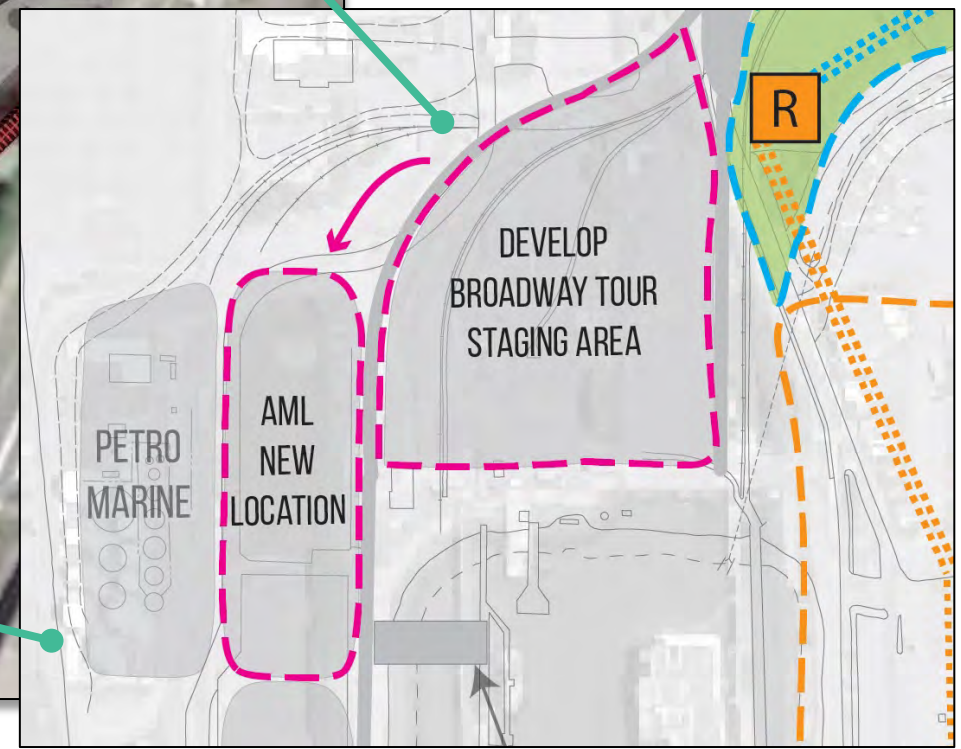 R
DEVELOP
BROADWAY TOUR
STAGING AREA
AML
NEW
LOCATION
PETRO
MARINE